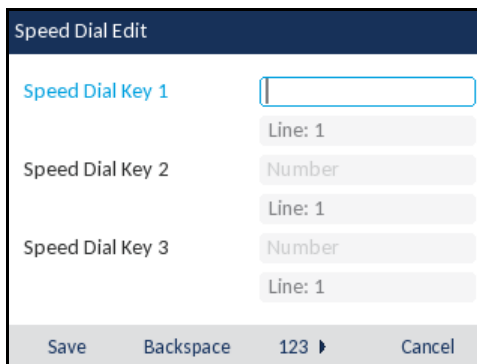 Speed Dial Edit
Speed Dial Key 1
Line: 1
Speed Dial Key 2 Number
Line: 1
Speed Dial Key 3 Number
Line: 1
Save Backspace 123 Cancel